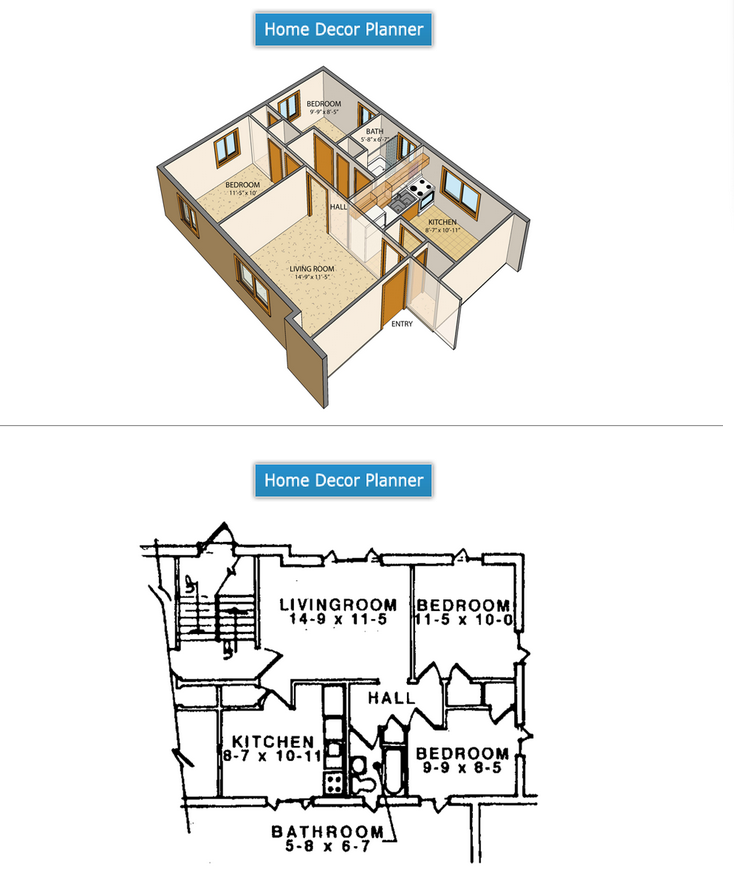 Home Decor Planner
BEDROOM
9'-9" x 8'-5"
BATH
5'-8" x 6'-7"
BEDROOM
11'-5" x 10'
HALL
KITCHEN
8'-7" x 10'-11"
LIVING ROOM
14'-9" x 11'-5"
ENTRY
Home Decor Planner
UP
LIVINGROOM
14-9 x 11-5
BEDROOM
11-5 x 10-0
HALL
KITCHEN
8-7 x 10-11
BEDROOM
9-9 x 8-5
BATHROOM
5-8 x 6-7